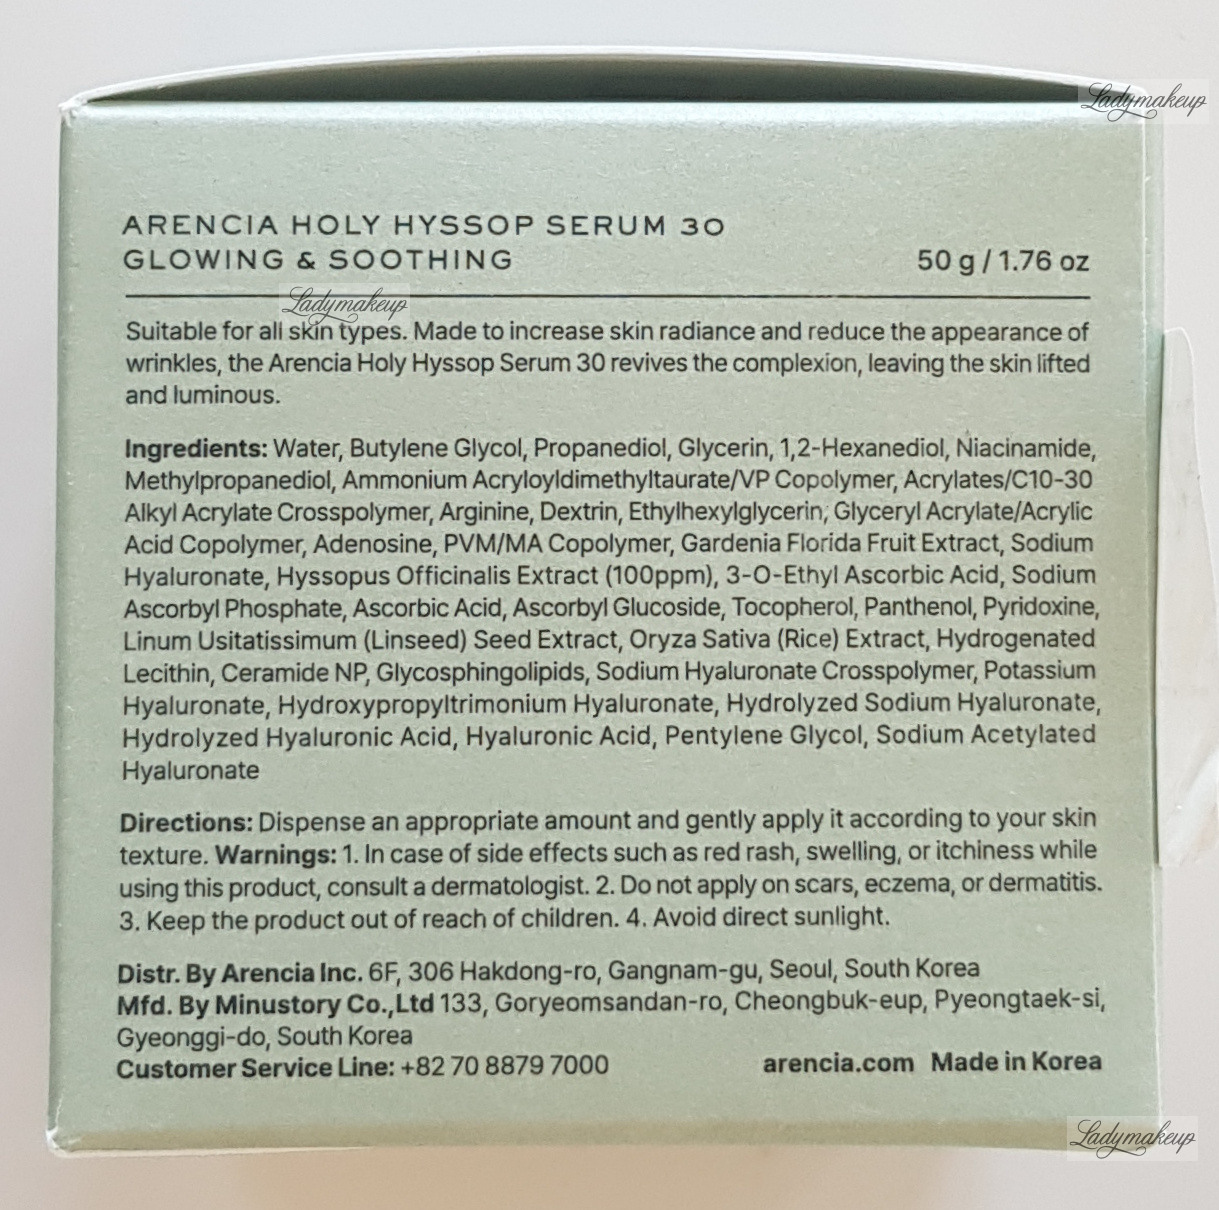 Ladymakeup
ARENCIA HOLY HYSSOP SERUM 30
GLOWING & SOOTHING
50 g / 1.76 oz
Ladymakeup
Suitable for all skin types. Made to increase skin radiance and reduce the appearance of
wrinkles, the Arencia Holy Hyssop Serum 30 revives the complexion, leaving the skin lifted
and luminous.
Ingredients: Water, Butylene Glycol, Propanediol, Glycerin, 1,2-Hexanediol, Niacinamide,
Methylpropanediol, Ammonium Acryloyldimethyltaurate/VP Copolymer, Acrylates/C10-30
Alkyl Acrylate Crosspolymer, Arginine, Dextrin, Ethylhexylglycerin, Glyceryl Acrylate/Acrylic
Acid Copolymer, Adenosine, PVM/MA Copolymer, Gardenia Florida Fruit Extract, Sodium
Hyaluronate, Hyssopus Officinalis Extract (100ppm), 3-O-Ethyl Ascorbic Acid, Sodium
Ascorbyl Phosphate, Ascorbic Acid, Ascorbyl Glucoside, Tocopherol, Panthenol, Pyridoxine,
Linum Usitatissimum (Linseed) Seed Extract, Oryza Sativa (Rice) Extract, Hydrogenated
Lecithin, Ceramide NP, Glycosphingolipids, Sodium Hyaluronate Crosspolymer, Potassium
Hyaluronate, Hydroxypropyltrimonium Hyaluronate, Hydrolyzed Sodium Hyaluronate,
Hydrolyzed Hyaluronic Acid, Hyaluronic Acid, Pentylene Glycol, Sodium Acetylated
Hyaluronate
Directions: Dispense an appropriate amount and gently apply it according to your skin
texture. Warnings: 1. In case of side effects such as red rash, swelling, or itchiness while
using this product, consult a dermatologist. 2. Do not apply on scars, eczema, or dermatitis.
3. Keep the product out of reach of children. 4. Avoid direct sunlight.
Distr. By Arencia Inc. 6F, 306 Hakdong-ro, Gangnam-gu, Seoul, South Korea
Mfd. By Minustory Co.,Ltd 133, Goryeomsandan-ro, Cheongbuk-eup, Pyeongtaek-si,
Gyeonggi-do, South Korea
Customer Service Line: +82 70 8879 7000
arencia.com Made in Korea
Ladymakeup